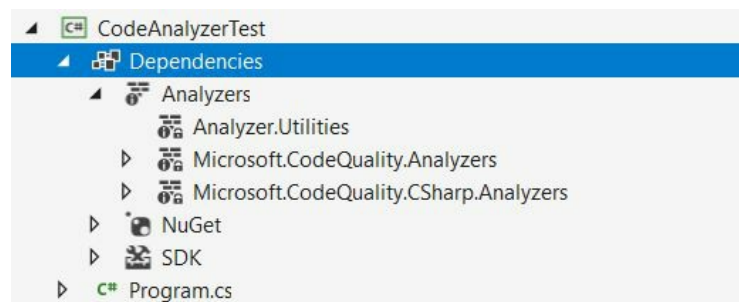 C# CodeAnalyzerTest
Dependencies
Analyzers
Analyzer.Utilities
Microsoft.CodeQuality.Analyzers
Microsoft.CodeQuality.CSharp.Analyzers
NuGet
SDK
C# Program.cs